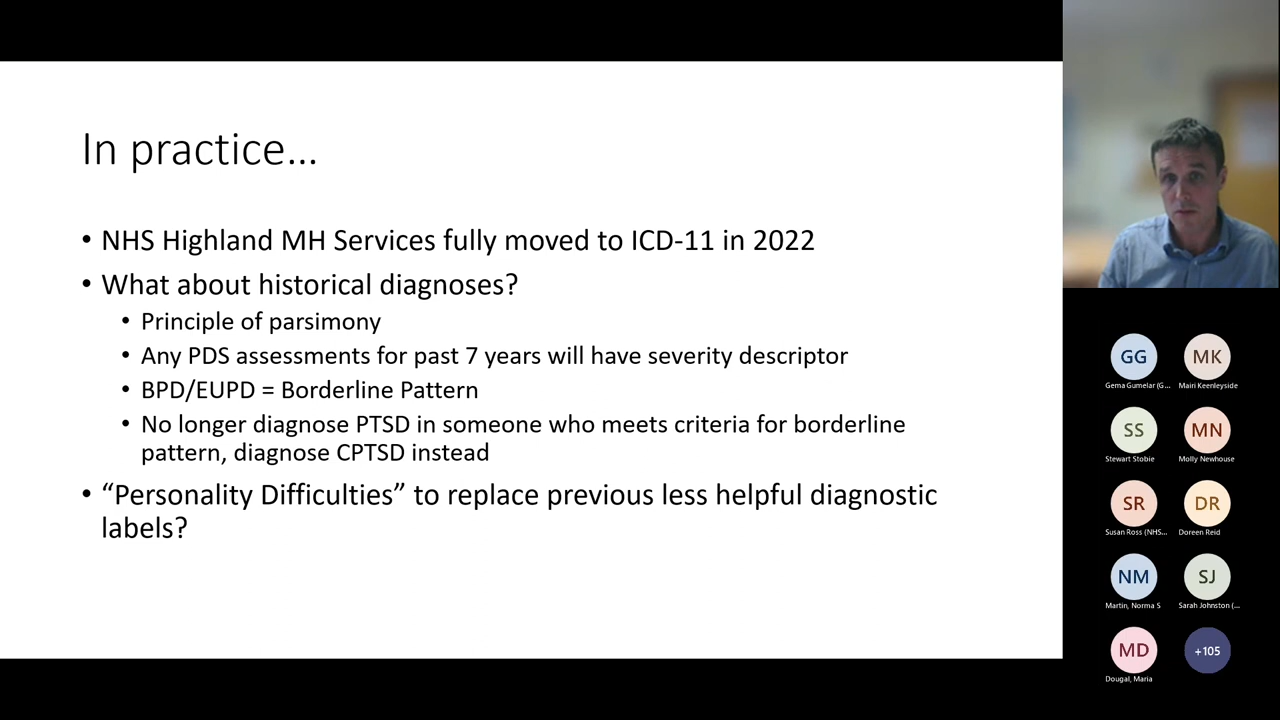 In practice...
• NHS Highland MH Services fully moved to ICD-11 in 2022
• What about historical diagnoses?
• Principle of parsimony
• Any PDS assessments for past 7 years will have severity descriptor
• BPD/EUPD = Borderline Pattern
• No longer diagnose PTSD in someone who meets criteria for borderline
pattern, diagnose CPTSD instead
• “Personality Difficulties” to replace previous less helpful diagnostic
labels?
GG MK
Gema Gumelar (G... Mairi Keenleyside
SS MN
Stewart Stobie Molly Newhouse
SR DR
Susan Ross (NHS... Doreen Reid
NM SJ
Martin, Norma S Sarah Johnston (...
MD +105
Dougal, Maria